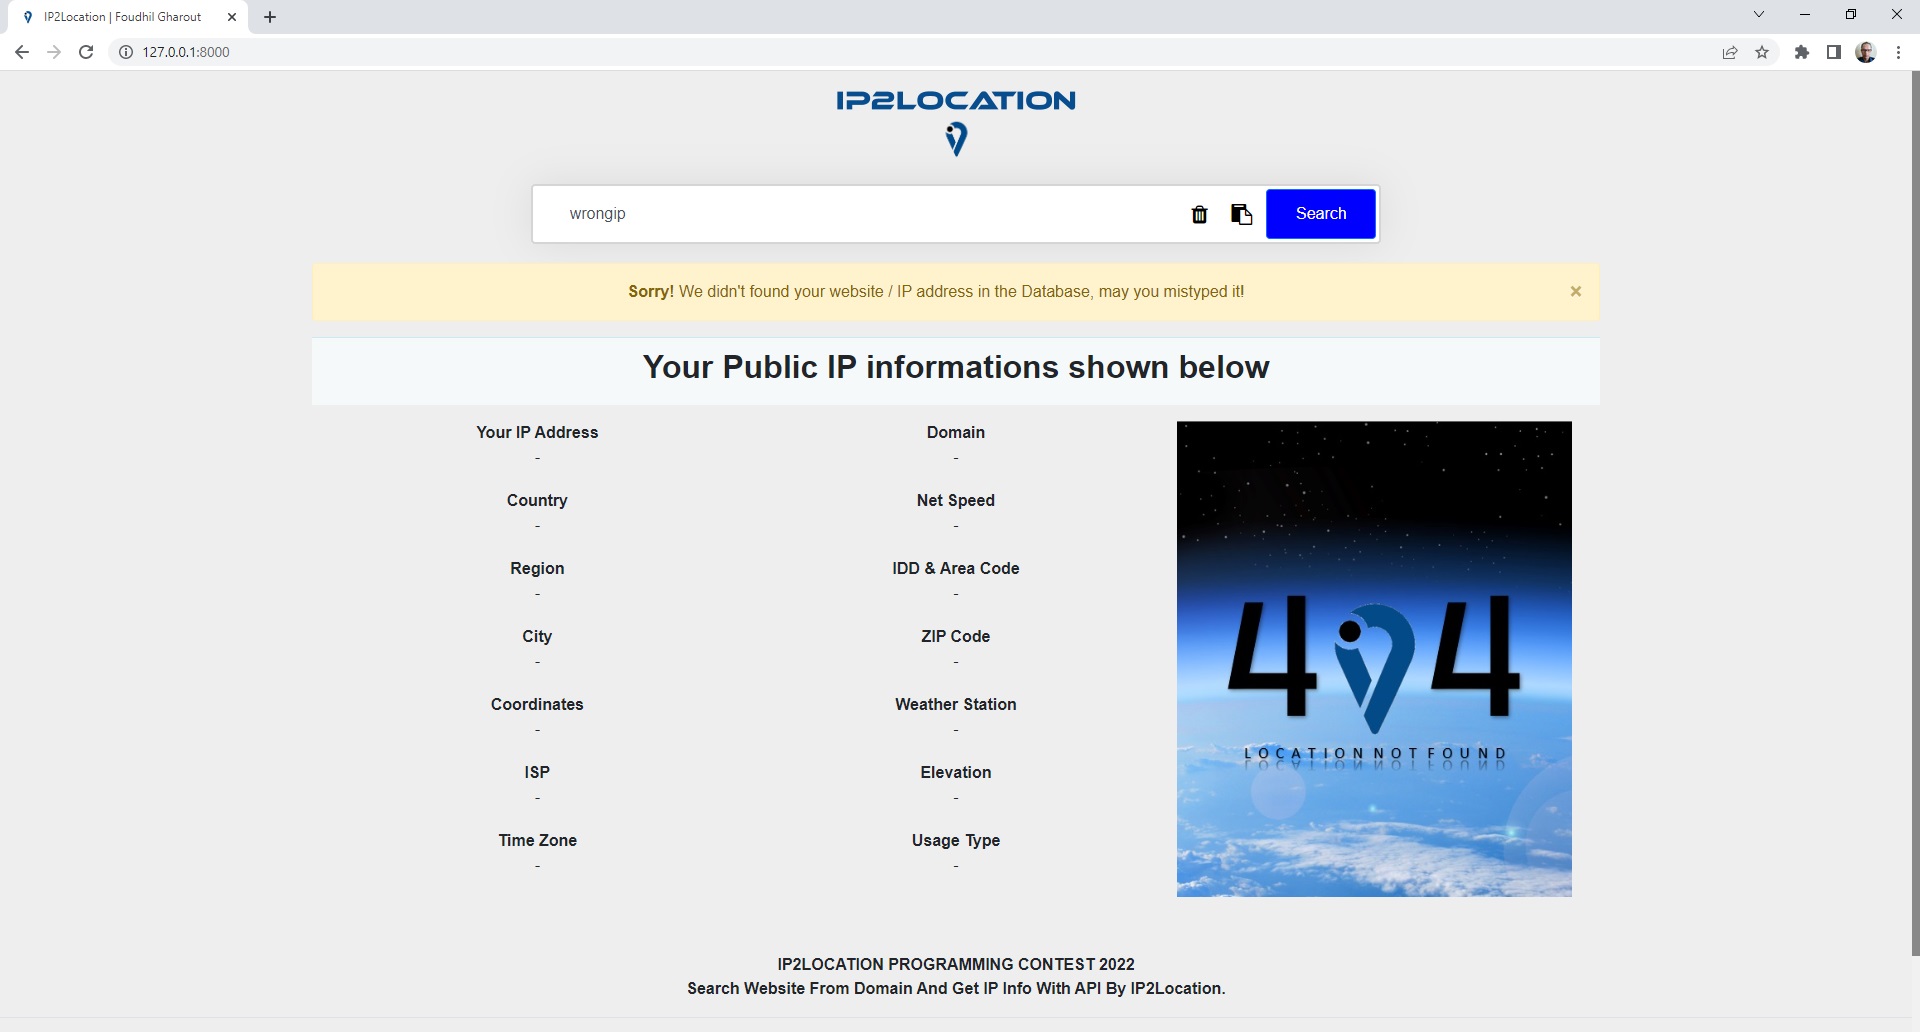 IP2Location | Foudhil Gharout
127.0.0.1:8000
IP2LOCATION
wrongip
Search
Sorry! We didn't found your website / IP address in the Database, may you mistyped it!
×
Your Public IP informations shown below
Your IP Address
-
Domain
-
Country
-
Net Speed
-
Region
-
IDD & Area Code
-
City
-
ZIP Code
-
Coordinates
-
Weather Station
-
ISP
-
Elevation
-
Time Zone
-
Usage Type
-
4 4
LOCATION NOT FOUND
IP2LOCATION PROGRAMMING CONTEST 2022
Search Website From Domain And Get IP Info With API By IP2Location.